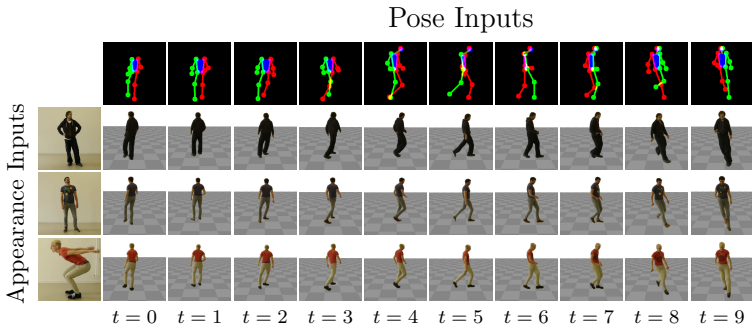 Pose Inputs
Appearance Inputs
t = 0 t = 1 t = 2 t = 3 t = 4 t = 5 t = 6 t = 7 t = 8 t = 9